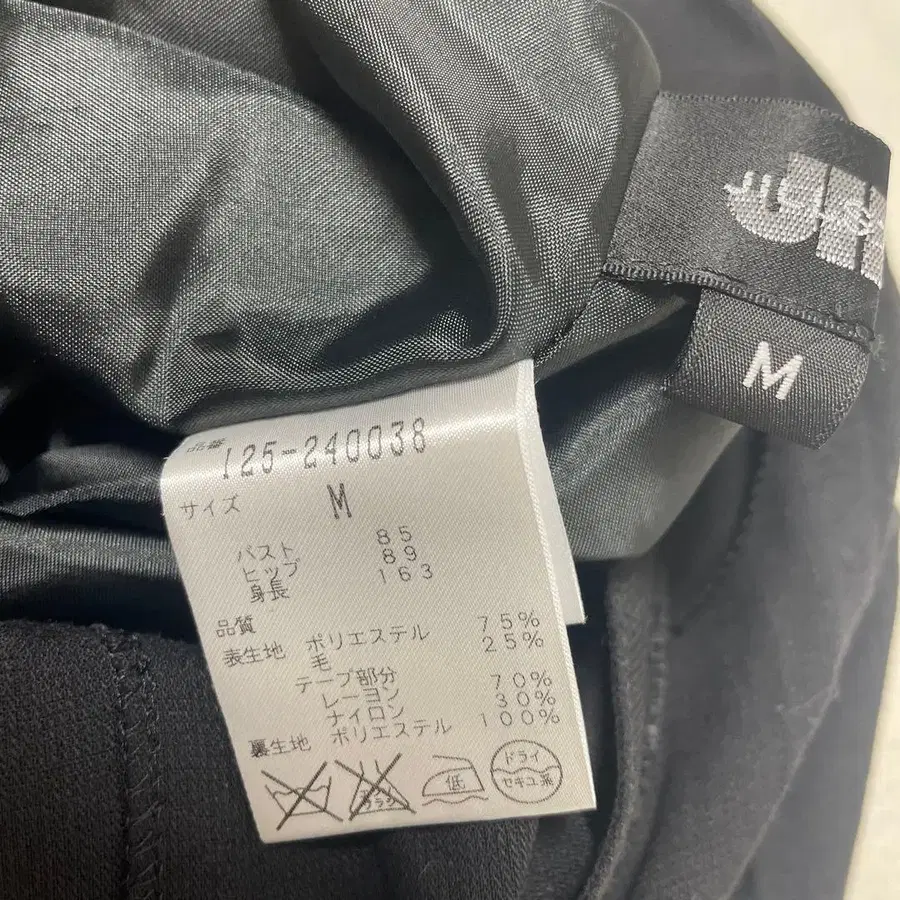 M
品番 125-240038
サイズ M
バスト 85
ヒップ 89
身長 163
品質
表生地 ポリエステル 75%
毛 25%
テープ部分
レーヨン 70%
ナイロン 30%
裏生地 ポリエステル 100%
低
ドライ
セキユ系